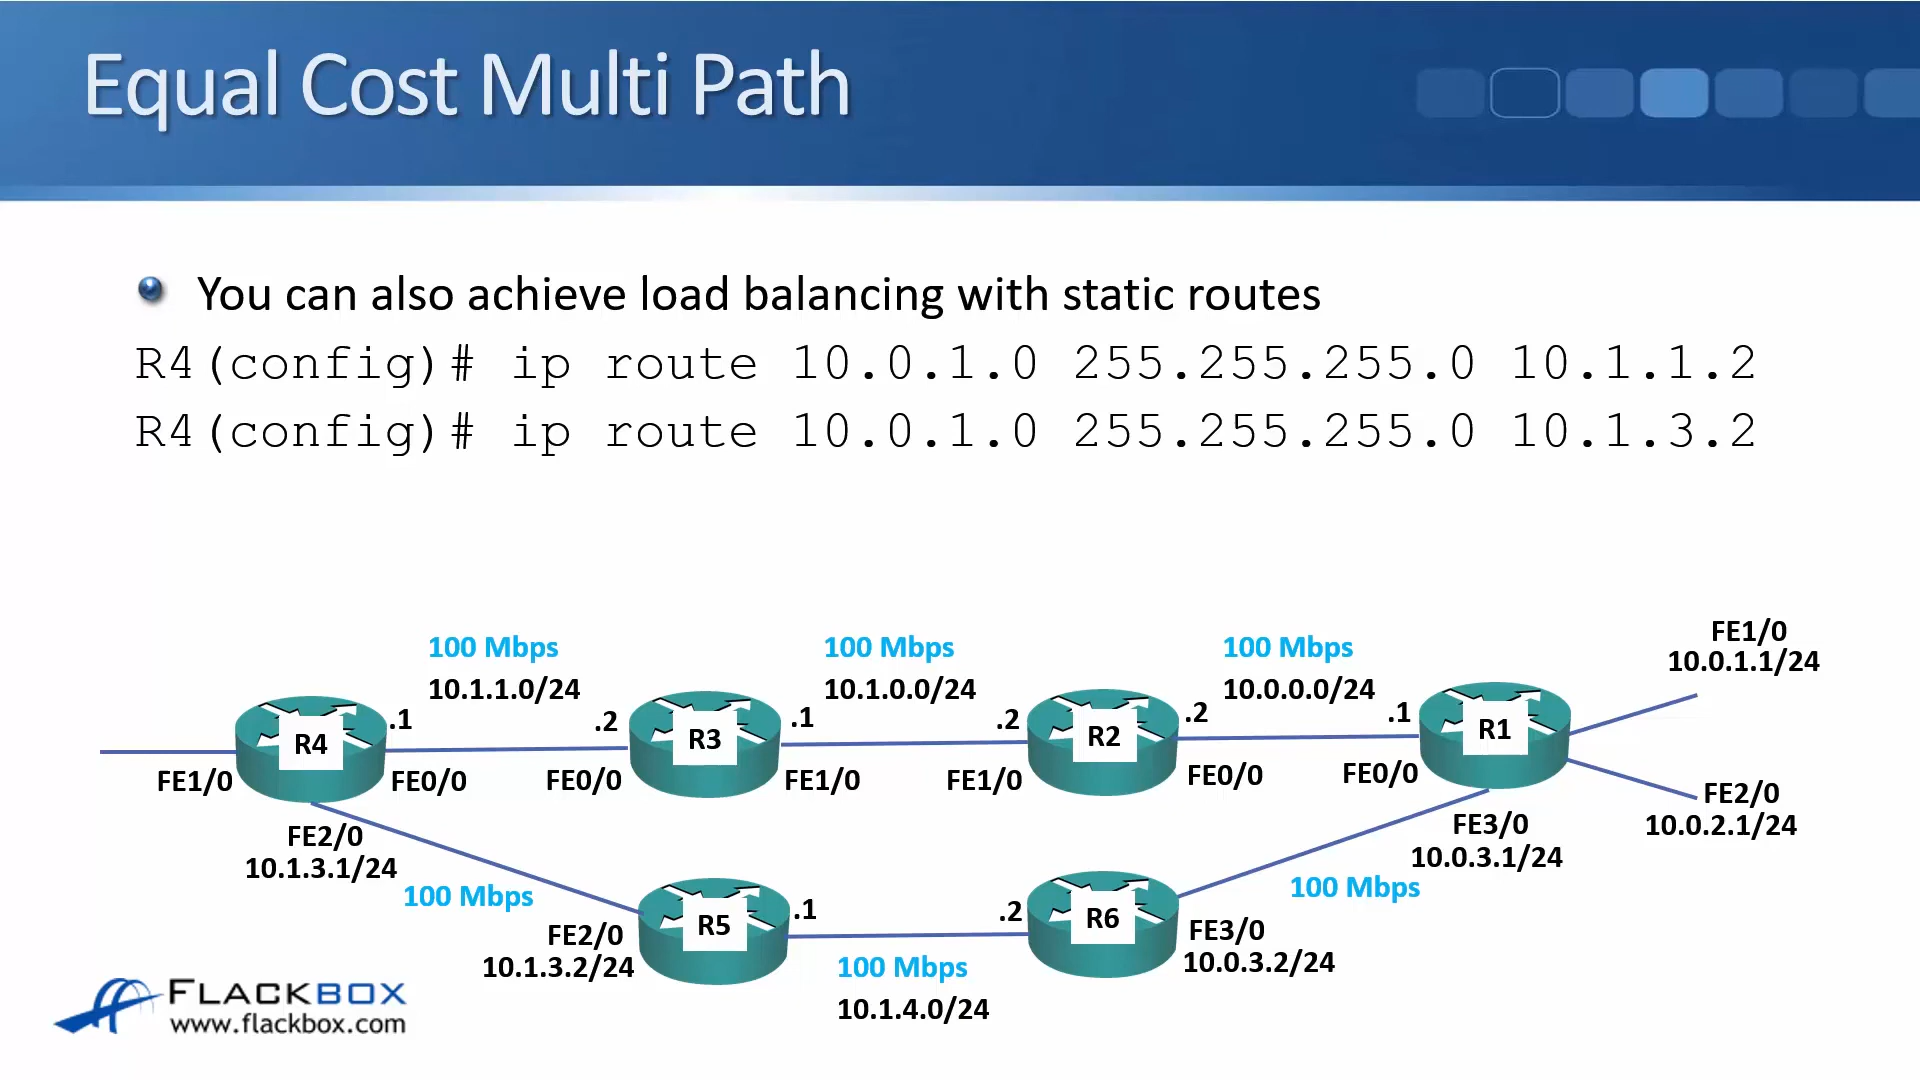 Equal Cost Multi Path
You can also achieve load balancing with static routes
R4(config)# ip route 10.0.1.0 255.255.255.0 10.1.1.2
R4(config)# ip route 10.0.1.0 255.255.255.0 10.1.3.2
100 Mbps
10.1.1.0/24
100 Mbps
10.1.0.0/24
100 Mbps
10.0.0.0/24
FE1/0
10.0.1.1/24
R4
.1
.2
R3
.1
.2
R2
.2
.1
R1
FE1/0
FE0/0
FE0/0
FE1/0
FE1/0
FE0/0
FE0/0
FE2/0
10.0.2.1/24
FE2/0
10.1.3.1/24
100 Mbps
FE3/0
10.0.3.1/24
100 Mbps
FE2/0
10.1.3.2/24
R5
.1
.2
R6
FE3/0
10.0.3.2/24
100 Mbps
10.1.4.0/24
FLACKBOX
www.flackbox.com